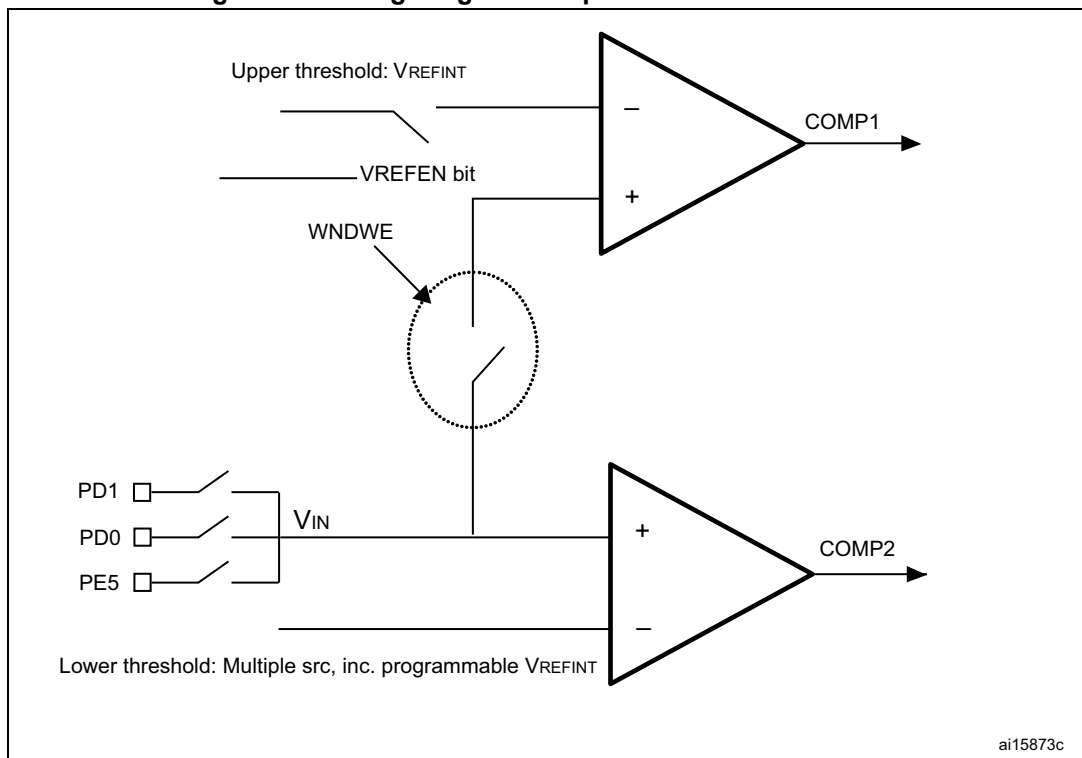 Upper threshold: VREFINT
−
COMP1
VREFEN bit
+
WNDWE
PD1
VIN
PD0
+
COMP2
PE5
−
Lower threshold: Multiple src, inc. programmable VREFINT
ai15873c